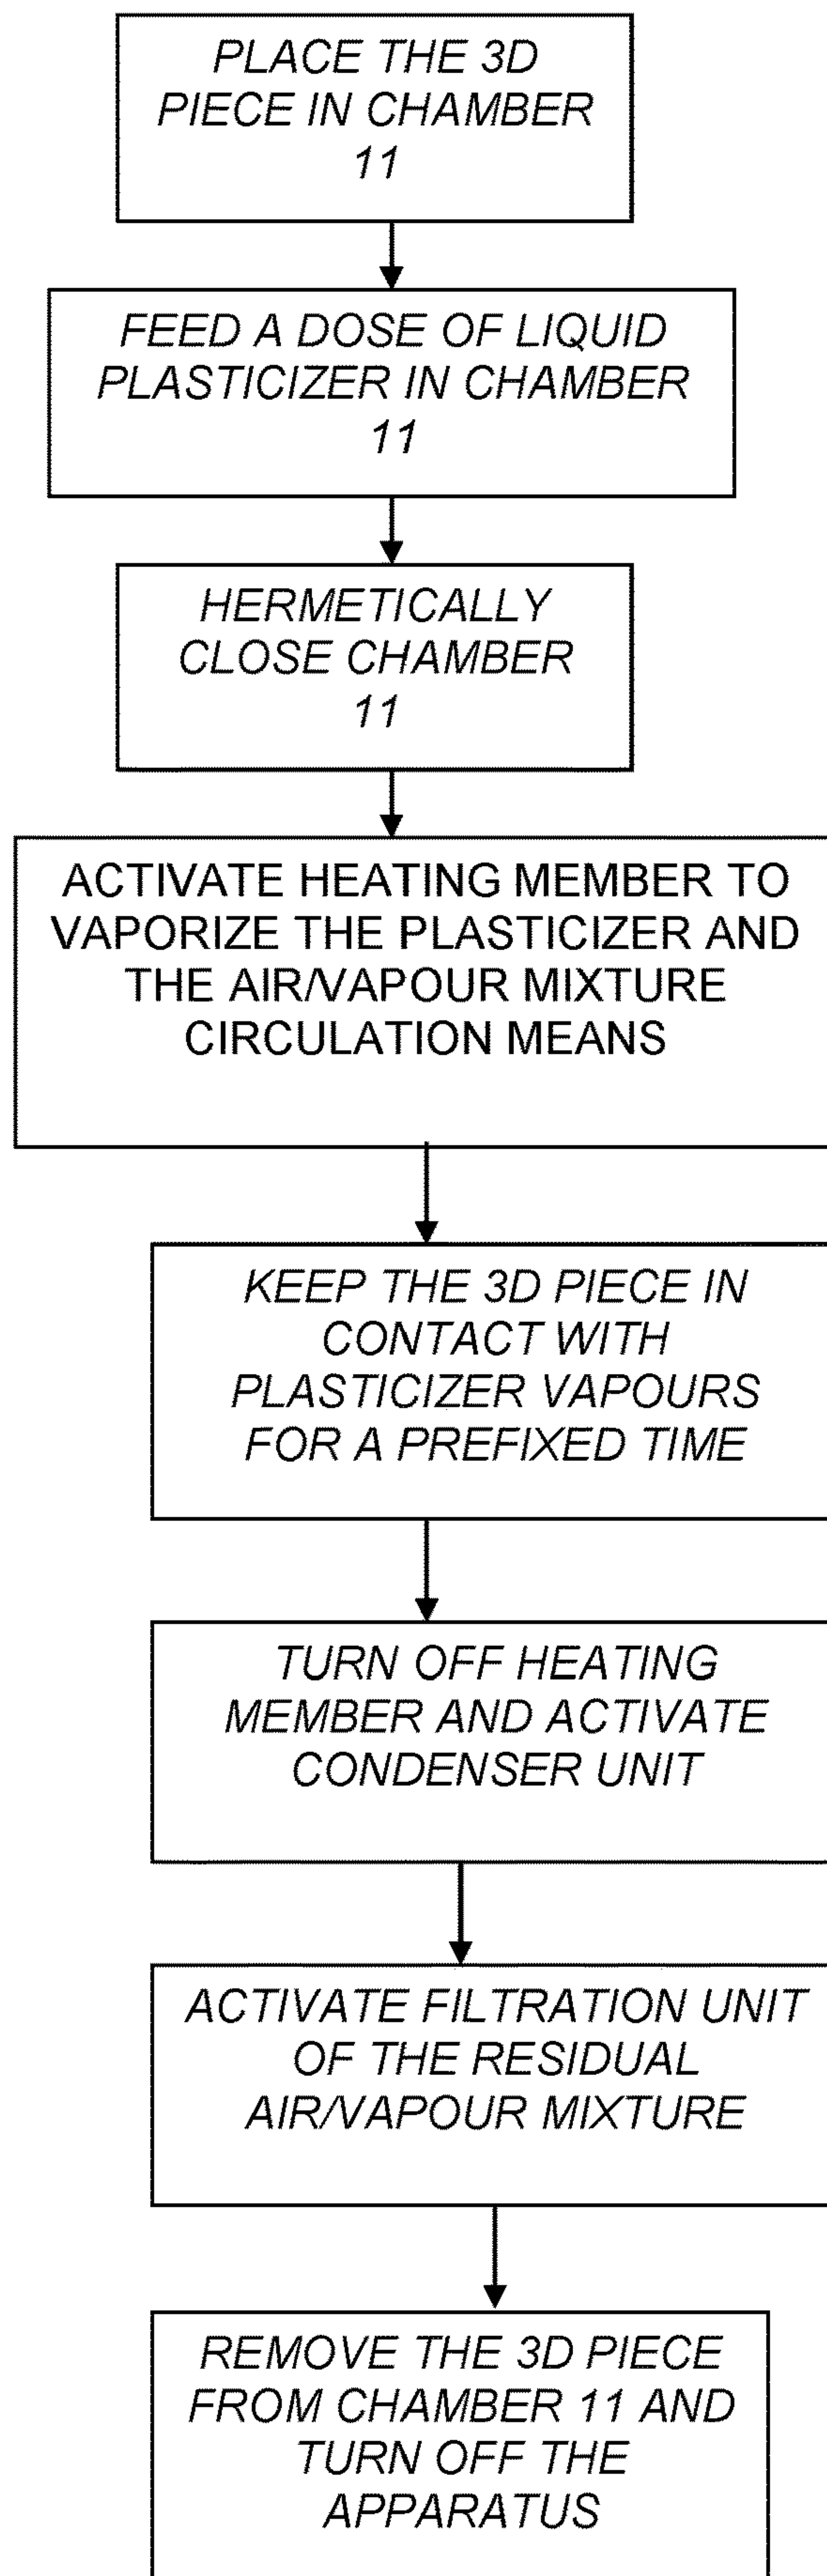 PLACE THE 3D
PIECE IN CHAMBER
11
FEED A DOSE OF LIQUID
PLASTICIZER IN CHAMBER
11
HERMETICALLY
CLOSE CHAMBER
11
ACTIVATE HEATING MEMBER TO
VAPORIZE THE PLASTICIZER AND
THE AIR/VAPOUR MIXTURE
CIRCULATION MEANS
KEEP THE 3D PIECE IN
CONTACT WITH
PLASTICIZER VAPOURS
FOR A PREFIXED TIME
TURN OFF HEATING
MEMBER AND ACTIVATE
CONDENSER UNIT
ACTIVATE FILTRATION UNIT
OF THE RESIDUAL
AIR/VAPOUR MIXTURE
REMOVE THE 3D PIECE
FROM CHAMBER 11 AND
TURN OFF THE
APPARATUS